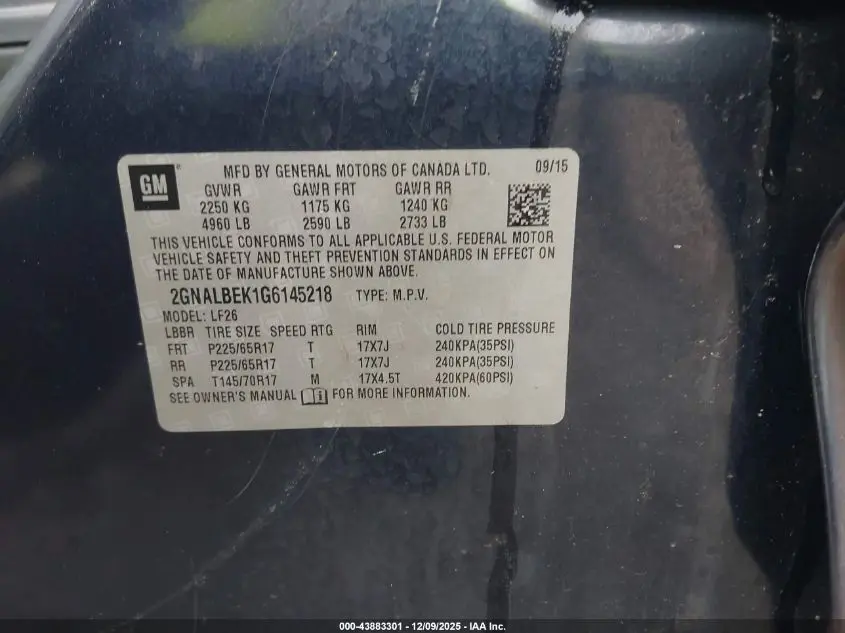 GM
MFD BY GENERAL MOTORS OF CANADA LTD. 09/15
GVWR GAWR FRT GAWR RR
2250 KG 1175 KG 1240 KG
4960 LB 2590 LB 2733 LB
THIS VEHICLE CONFORMS TO ALL APPLICABLE U.S. FEDERAL MOTOR
VEHICLE SAFETY AND THEFT PREVENTION STANDARDS IN EFFECT ON
THE DATE OF MANUFACTURE SHOWN ABOVE.
2GNALBEK1G6145218 TYPE: M.P.V.
MODEL: LF26
LBBR TIRE SIZE SPEED RTG RIM COLD TIRE PRESSURE
FRT P225/65R17 T 17X7J 240KPA(35PSI)
RR P225/65R17 T 17X7J 240KPA(35PSI)
SPA T145/70R17 M 17X4.5T 420KPA(60PSI)
SEE OWNER'S MANUAL FOR MORE INFORMATION.
000-43883301 | 12/09/2025 | IAA Inc.